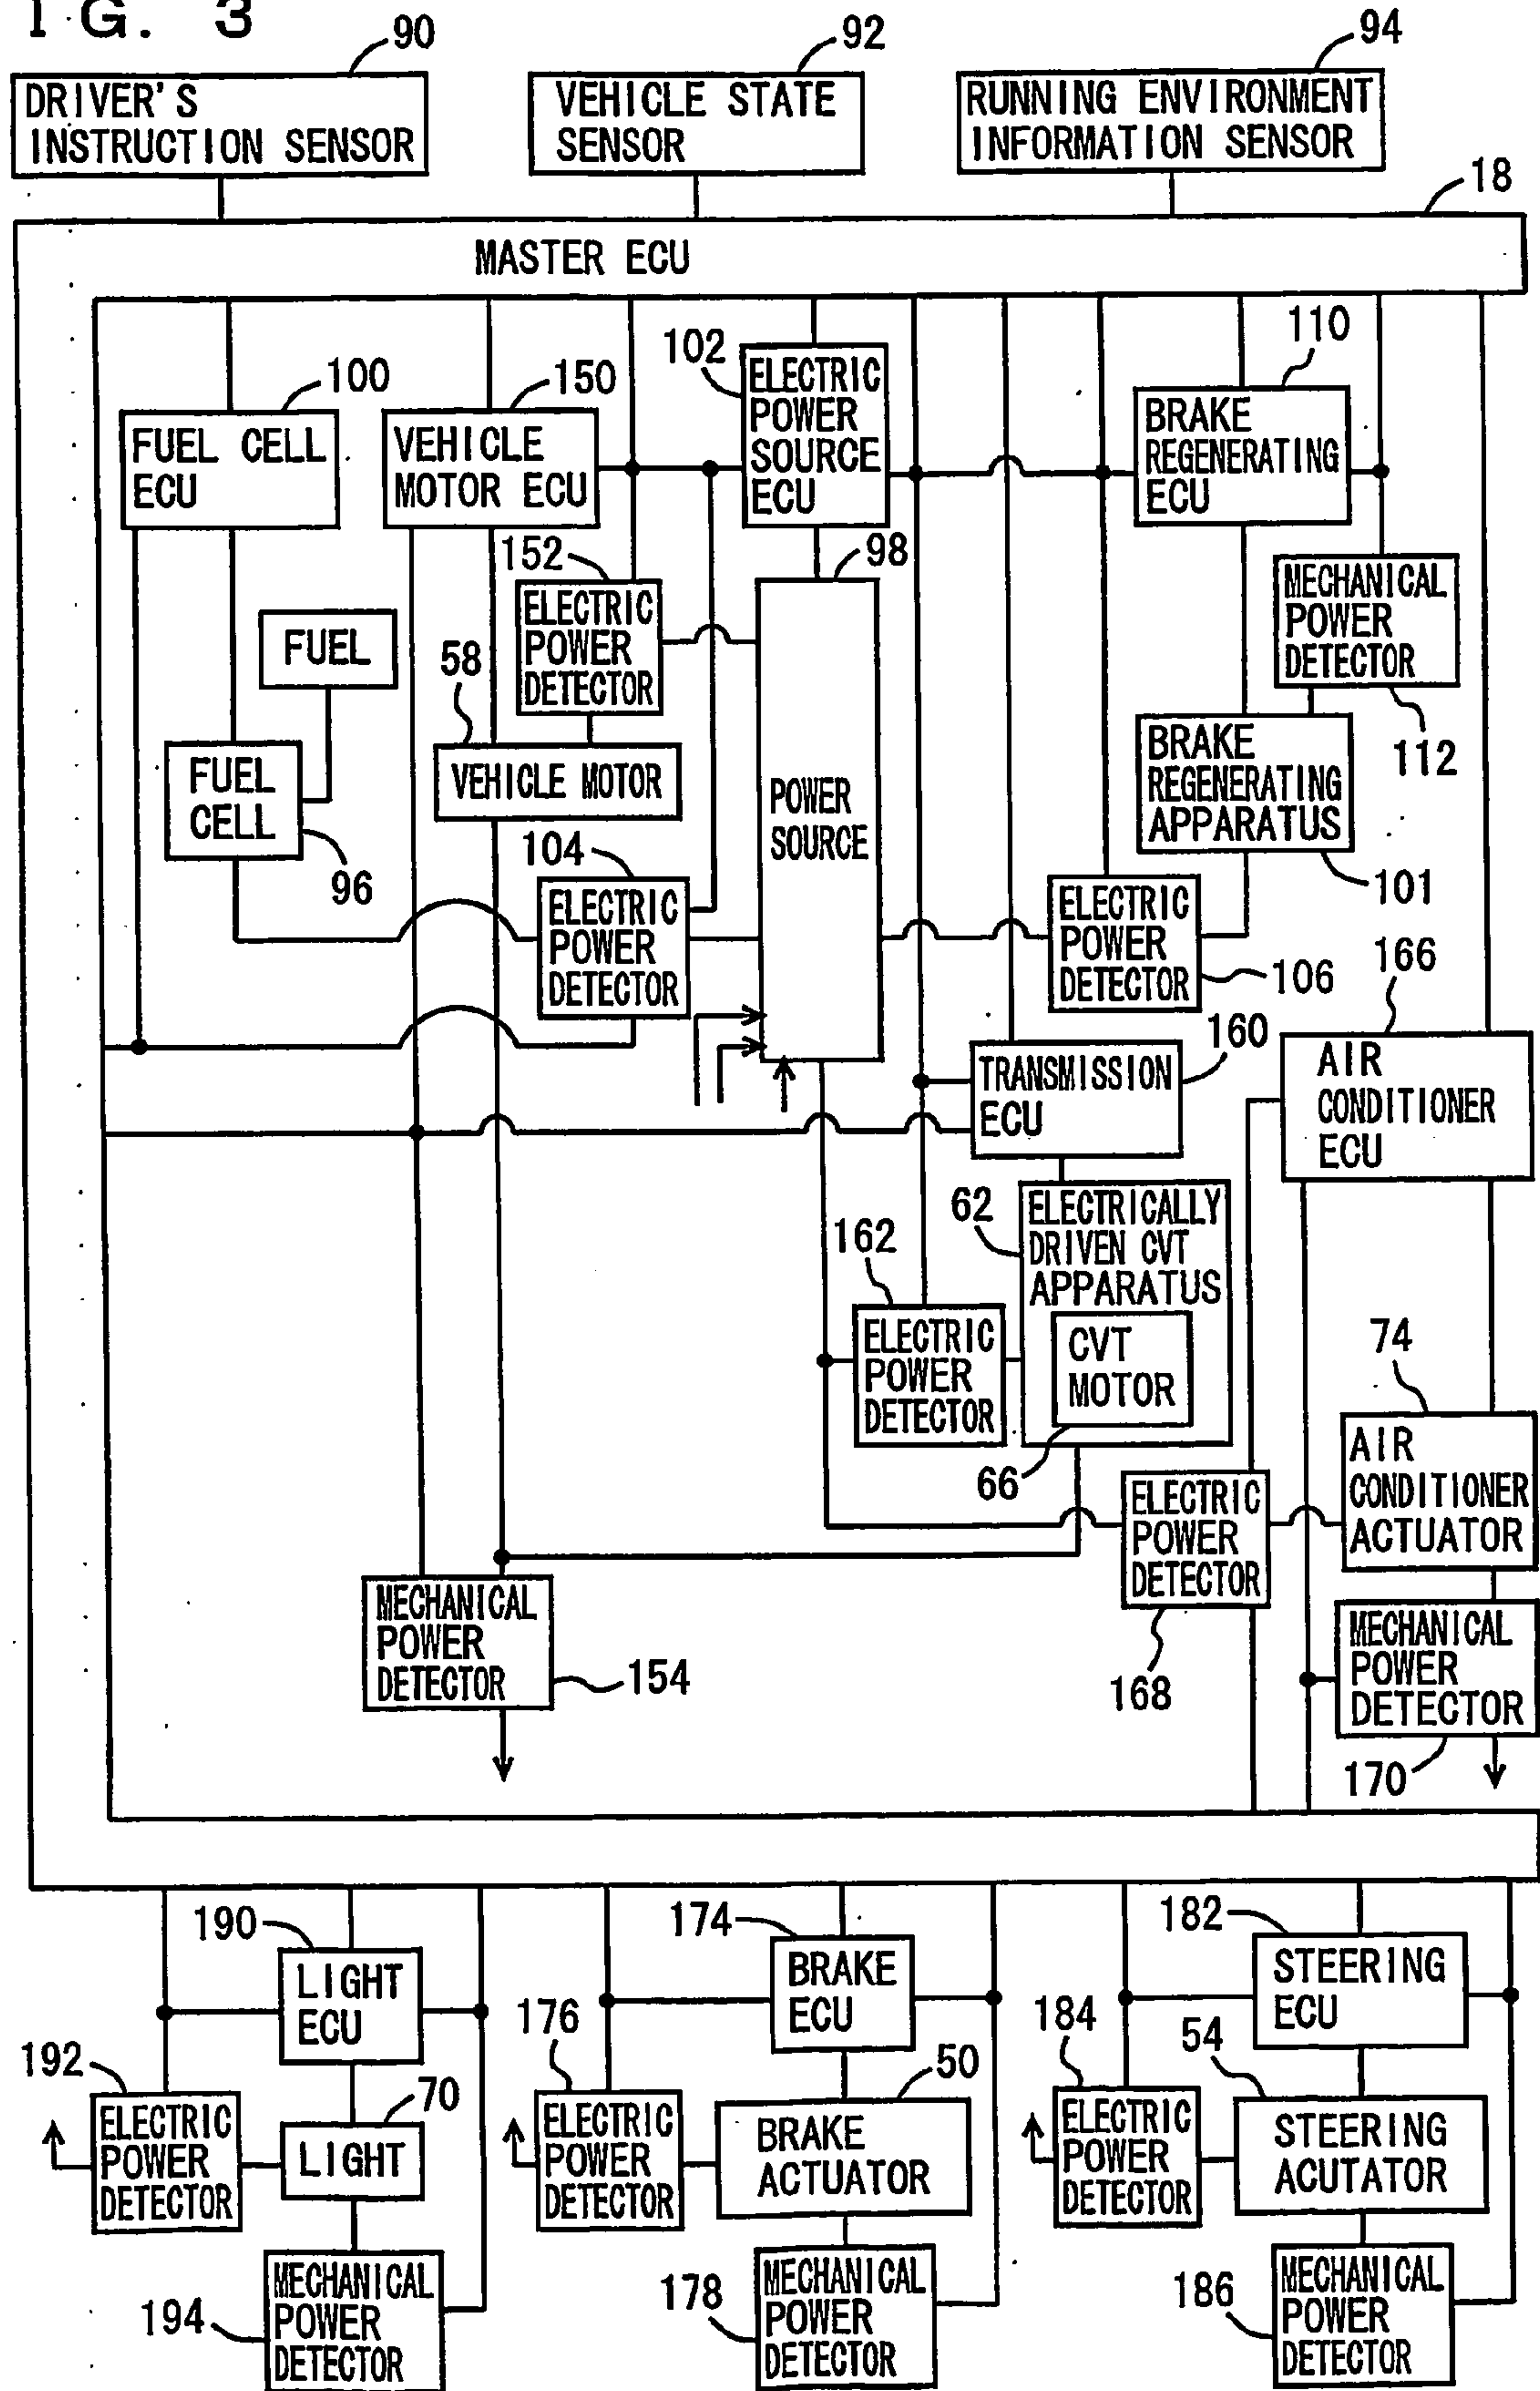 IG. 3
90
92
94
DRIVER'S
INSTRUCTION SENSOR
VEHICLE STATE
SENSOR
RUNNING ENVIRONMENT
INFORMATION SENSOR
18
MASTER ECU
100
FUEL CELL
ECU
150
VEHICLE
MOTOR ECU
102
ELECTRIC
POWER
SOURCE
ECU
110
BRAKE
REGENERATING
ECU
152
ELECTRIC
POWER
DETECTOR
98
POWER
SOURCE
MECHANICAL
POWER
DETECTOR
112
FUEL
58
VEHICLE MOTOR
FUEL
CELL
96
BRAKE
REGENERATING
APPARATUS
101
104
ELECTRIC
POWER
DETECTOR
ELECTRIC
POWER
DETECTOR
106
166
AIR
CONDITIONER
ECU
160
TRANSMISSION
ECU
62
ELECTRICALLY
DRIVEN CVT
APPARATUS
CVT
MOTOR
66
162
ELECTRIC
POWER
DETECTOR
74
AIR
CONDITIONER
ACTUATOR
ELECTRIC
POWER
DETECTOR
168
MECHANICAL
POWER
DETECTOR
154
MECHANICAL
POWER
DETECTOR
170
190
LIGHT
ECU
174
BRAKE
ECU
182
STEERING
ECU
192
ELECTRIC
POWER
DETECTOR
70
LIGHT
176
ELECTRIC
POWER
DETECTOR
50
BRAKE
ACTUATOR
184
ELECTRIC
POWER
DETECTOR
54
STEERING
ACUTATOR
194
MECHANICAL
POWER
DETECTOR
178
MECHANICAL
POWER
DETECTOR
186
MECHANICAL
POWER
DETECTOR